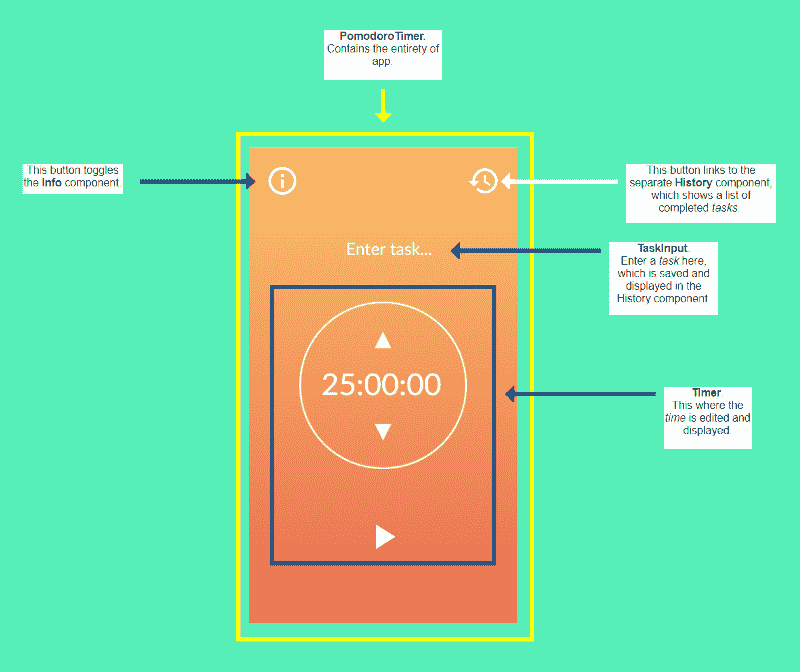 PomodoroTimer.
Contains the entirety of
app.
This button toggles
the Info component.
This button links to the
separate History component,
which shows a list of
completed tasks.
Enter task...
TaskInput.
Enter a task here,
which is saved and
displayed in the
History component
25:00:00
Timer
This where the
time is edited and
displayed.